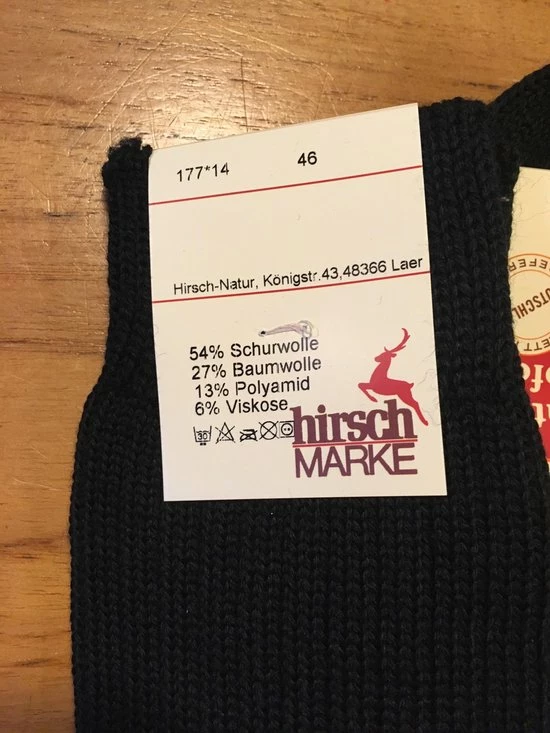 177*14 46
Hirsch-Natur, Königstr.43,48366 Laer
54% Schurwolle
27% Baumwolle
13% Polyamid
6% Viskose
30
hirsch
MARKE